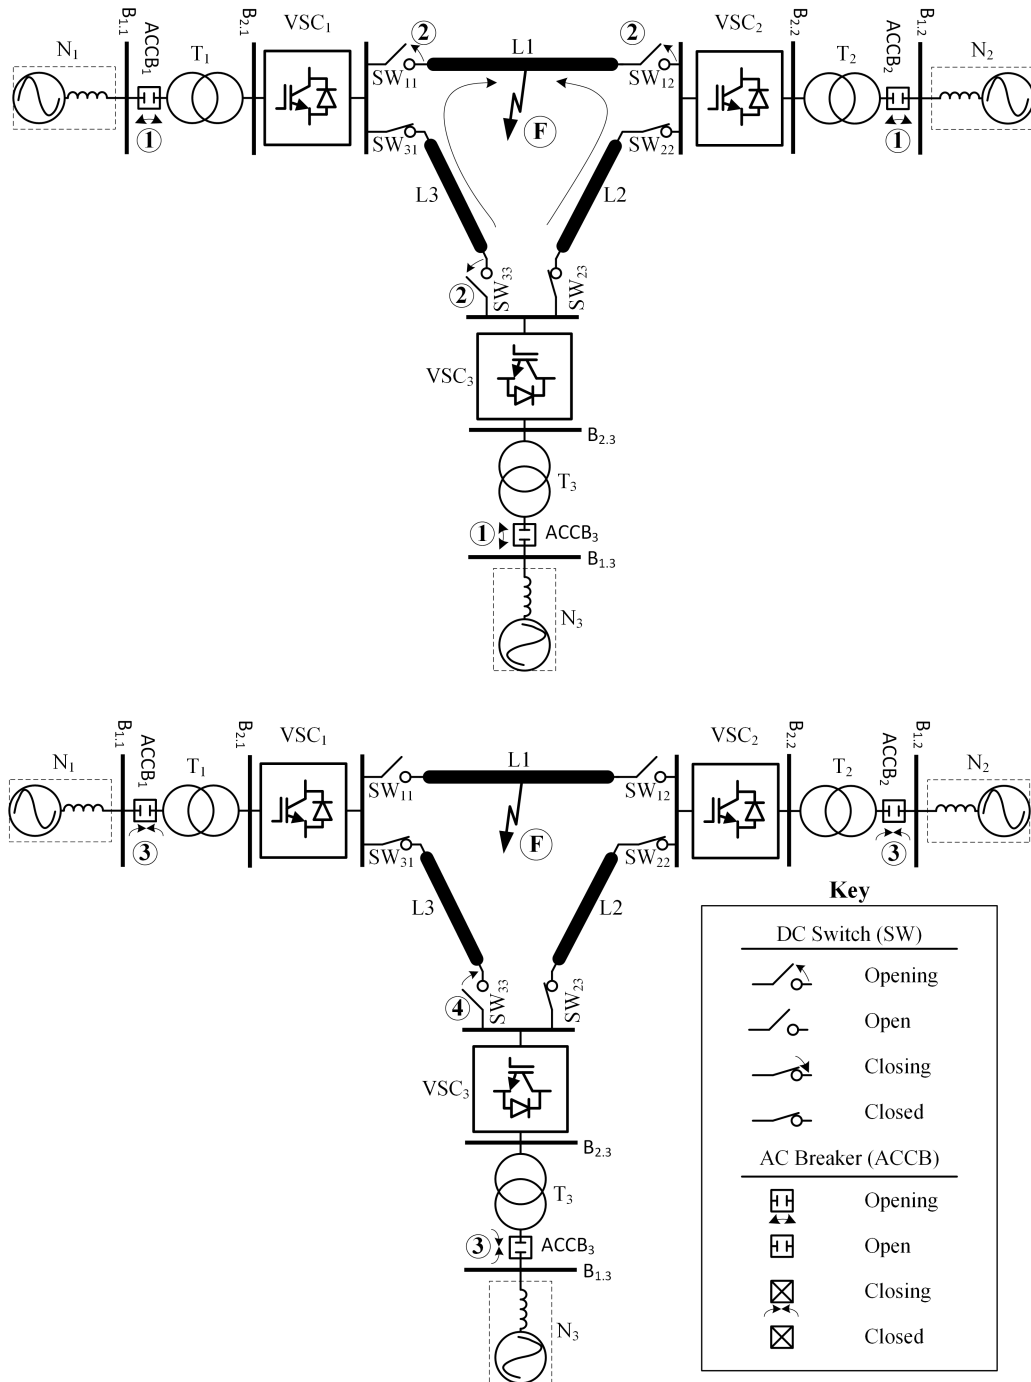 B1.1
ACCB1
B2.1
VSC1
VSC2
B2.2
ACCB2
B1.2
N1
T1
SW11
L1
SW12
T2
N2
2
2
1
F
1
SW31
SW22
L3
L2
2
SW33
SW23
VSC3
B2.3
T3
1
ACCB3
B1.3
N3
B1.1
ACCB1
B2.1
VSC1
VSC2
B2.2
ACCB2
B1.2
N1
T1
SW11
L1
SW12
T2
N2
3
F
3
SW31
SW22
L3
L2
4
SW33
SW23
VSC3
B2.3
T3
3
ACCB3
B1.3
N3
Key
DC Switch (SW)
Opening
Open
Closing
Closed
AC Breaker (ACCB)
Opening
Open
Closing
Closed